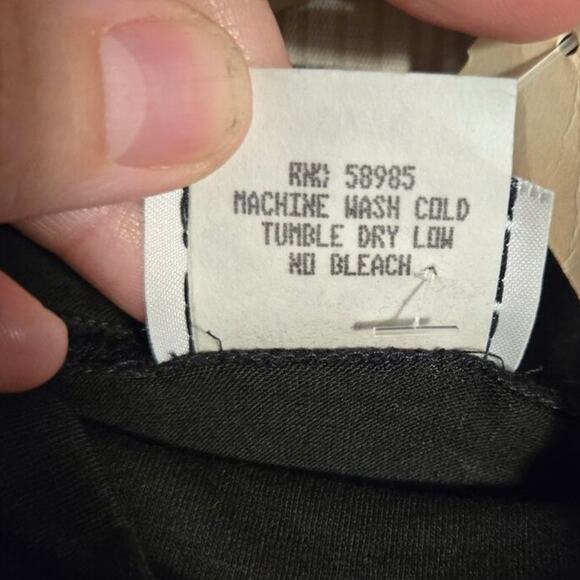 RN# 58985
MACHINE WASH COLD
TUMBLE DRY LOW
NO BLEACH